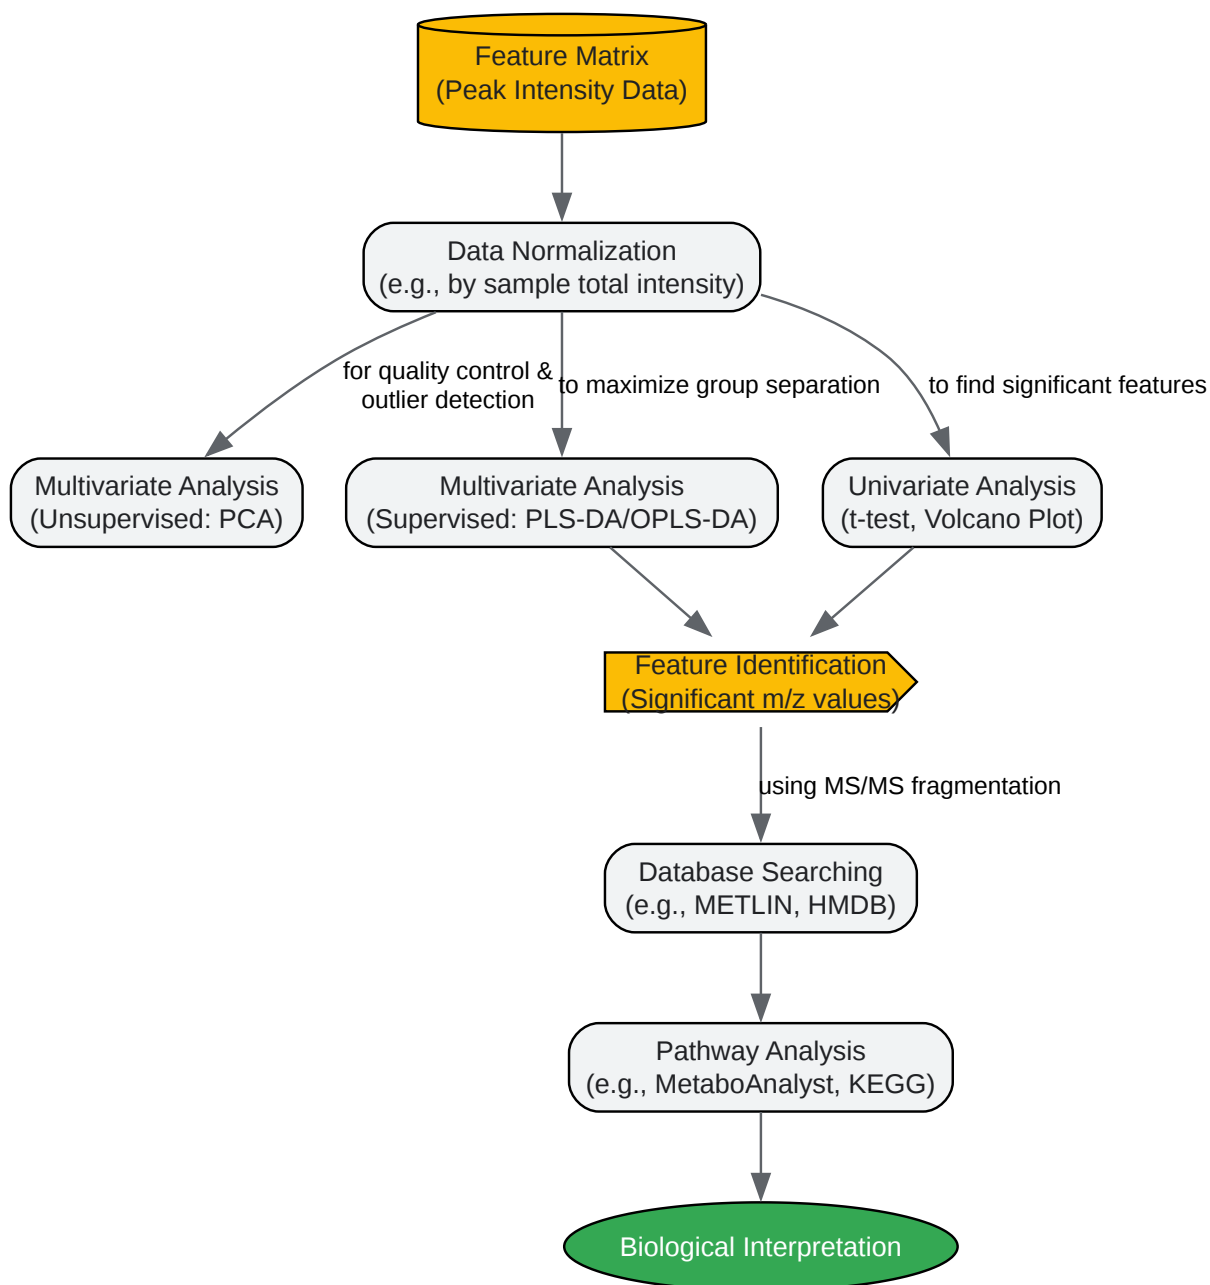 Feature Matrix
(Peak Intensity Data)
Data Normalization
(e.g., by sample total intensity)
for quality control &
outlier detection
to maximize group separation
to find significant features
Multivariate Analysis
(Unsupervised: PCA)
Multivariate Analysis
(Supervised: PLS-DA/OPLS-DA)
Univariate Analysis
(t-test, Volcano Plot)
Feature Identification
(Significant m/z values)
using MS/MS fragmentation
Database Searching
(e.g., METLIN, HMDB)
Pathway Analysis
(e.g., MetaboAnalyst, KEGG)
Biological Interpretation